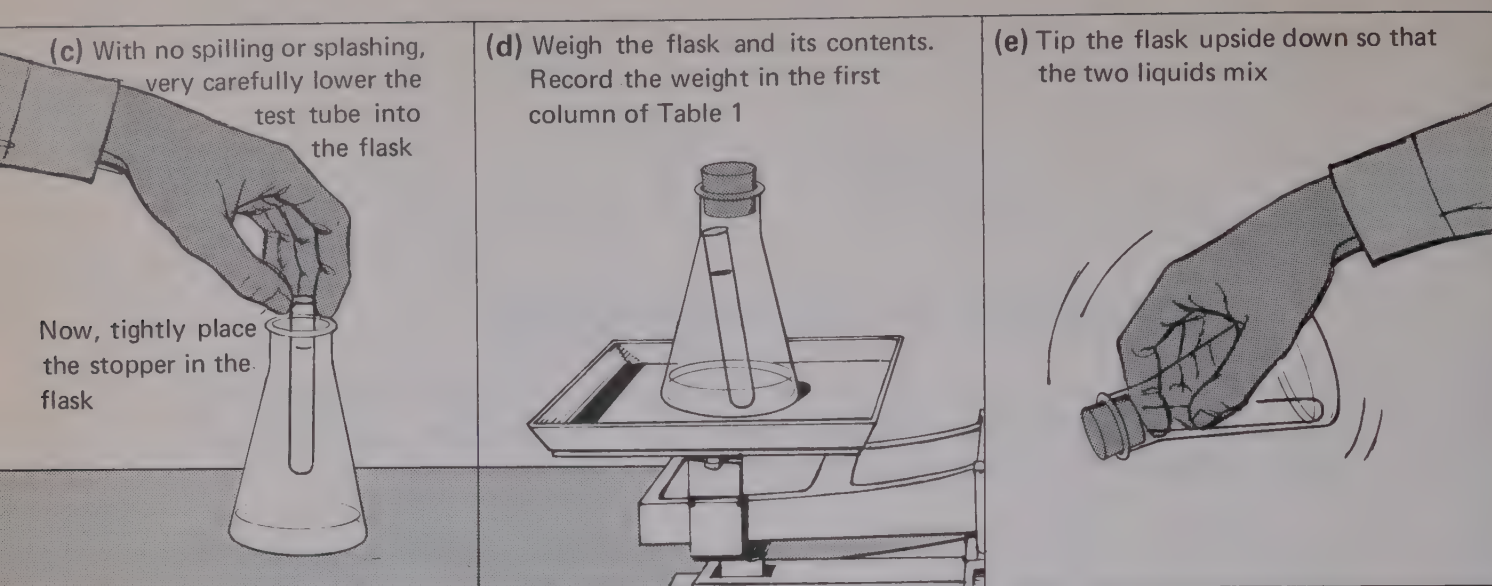 (c) With no spilling or splashing,
very carefully lower the
test tube into
the flask
Now, tightly place
the stopper in the
flask
(d) Weigh the flask and its contents.
Record the weight in the first
column of Table 1
(e) Tip the flask upside down so that
the two liquids mix